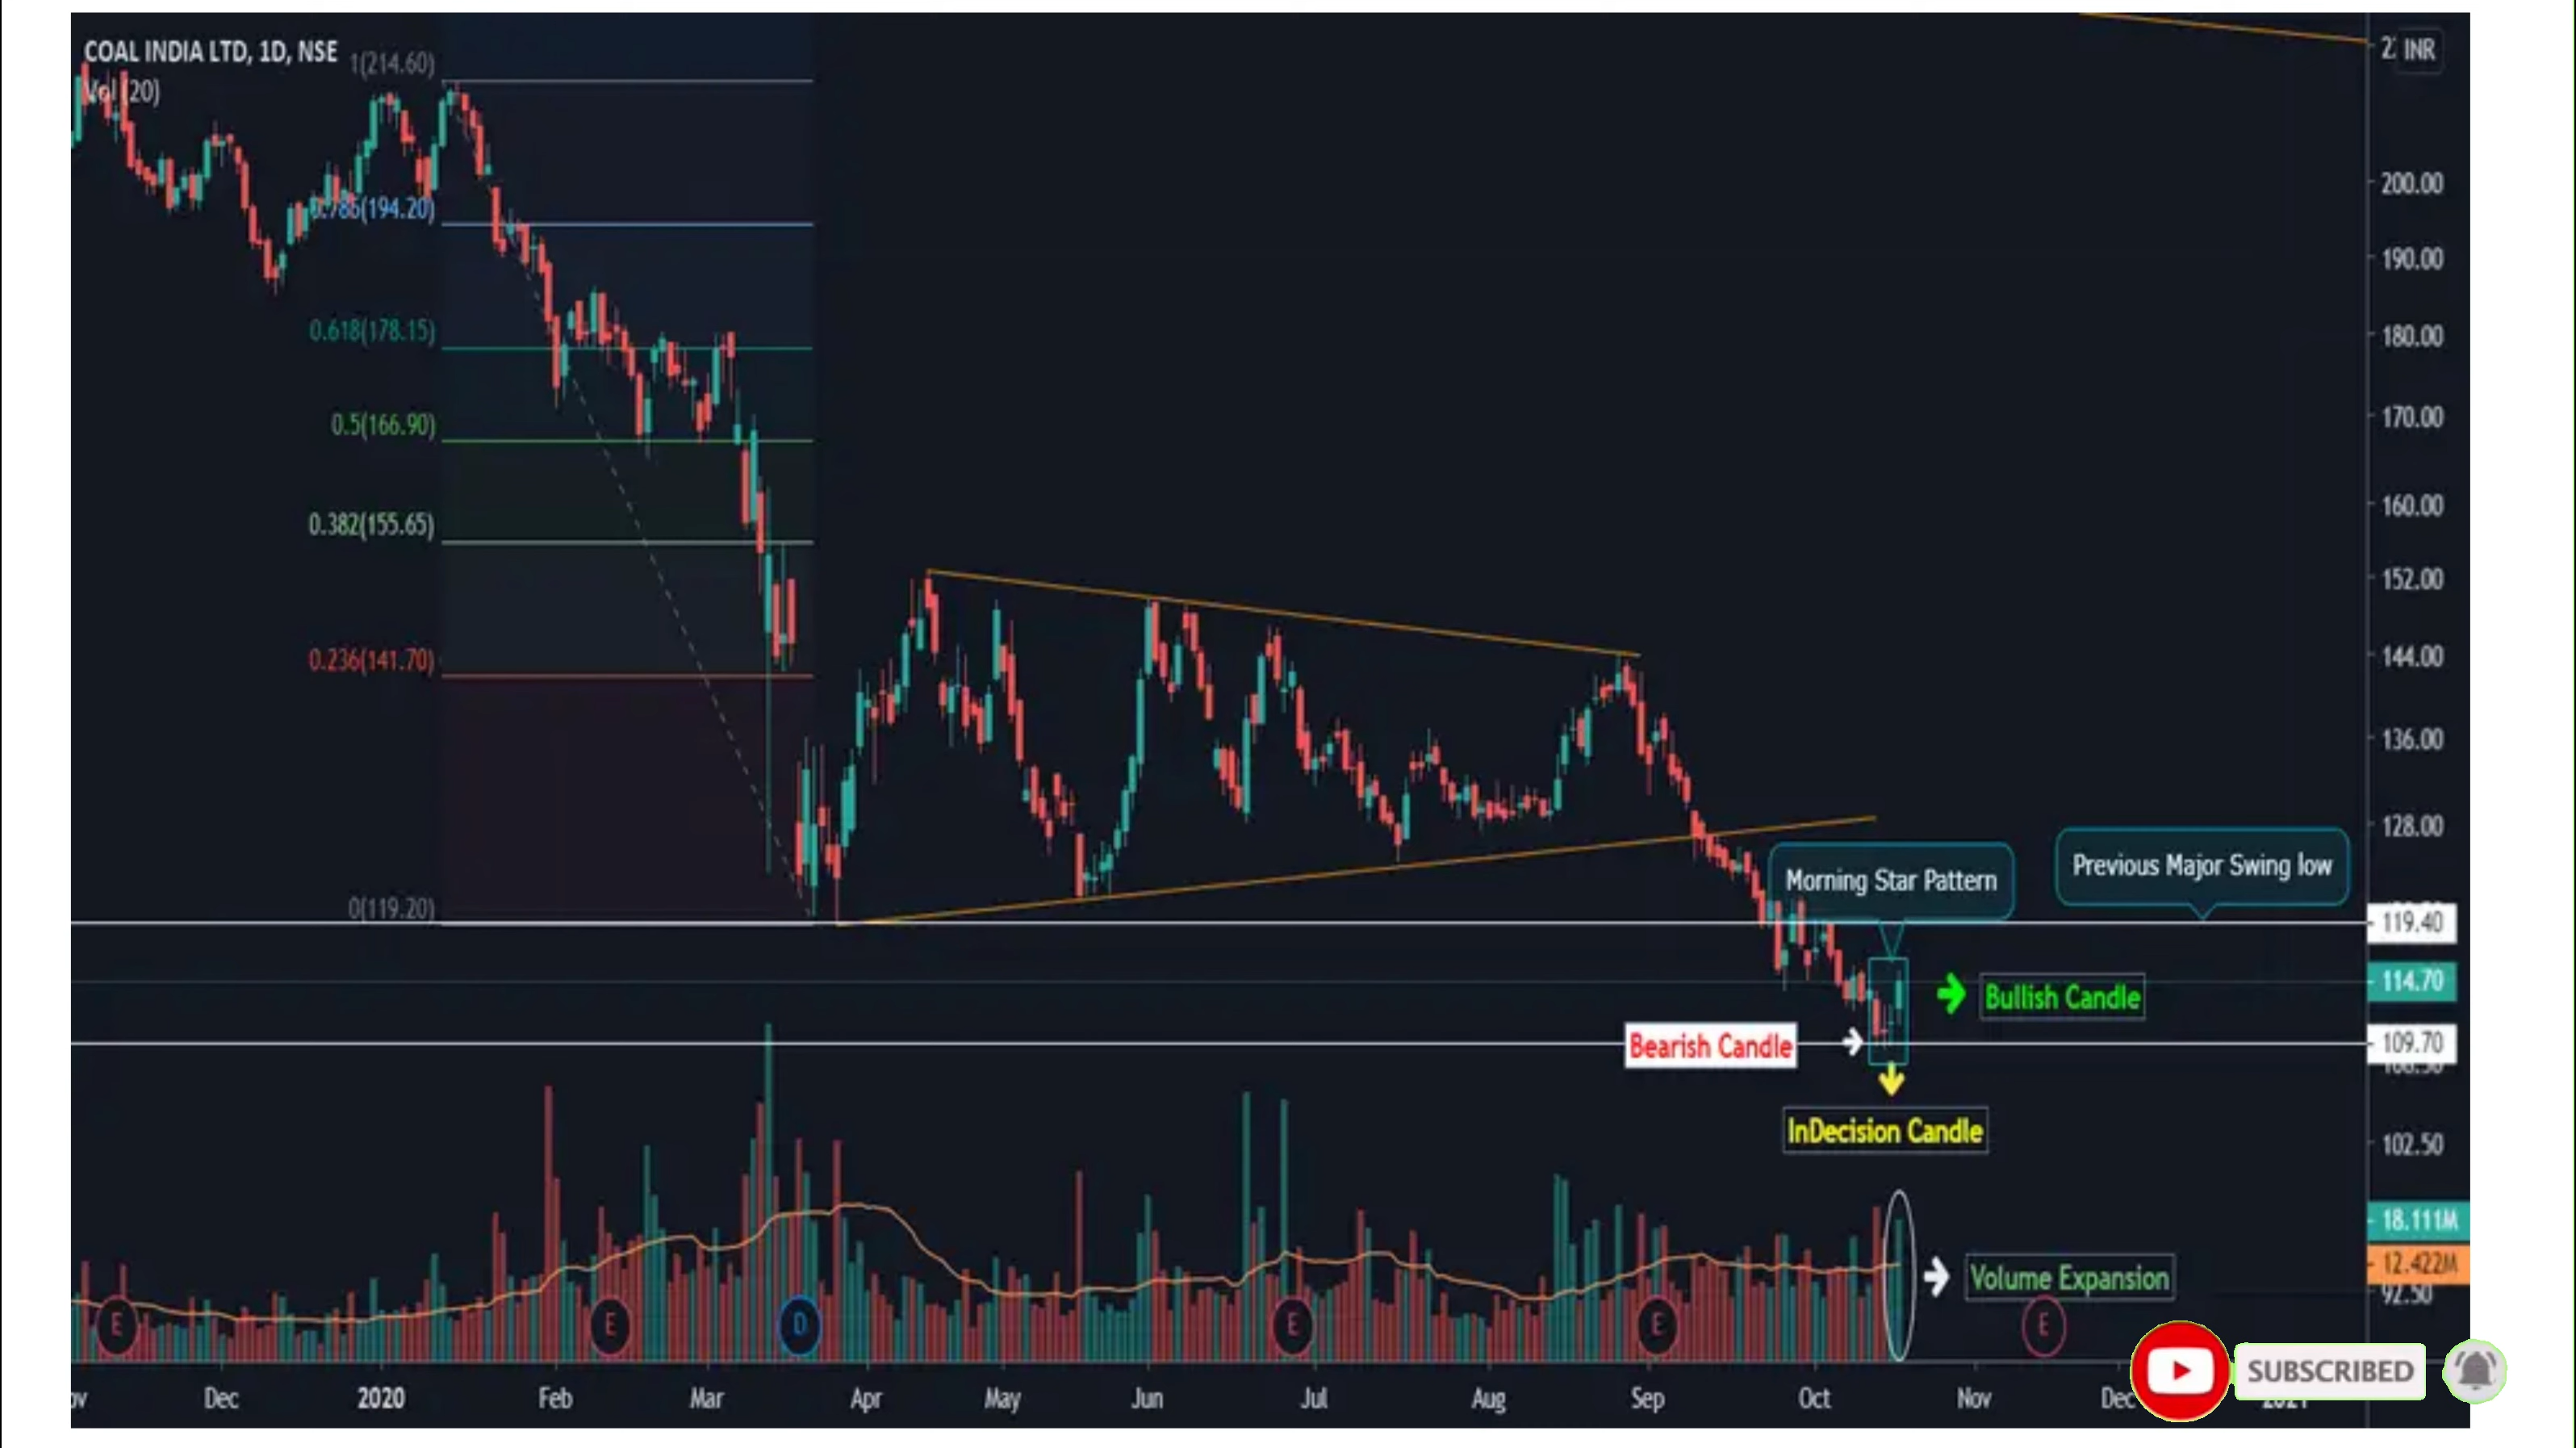 COAL INDIA LTD, 1D, NSE
Vol (20)
1(214.60)
0.786(194.20)
0.618(178.15)
0.5(166.90)
0.382(155.65)
0.236(141.70)
0(119.20)
INR
200.00
190.00
180.00
170.00
160.00
152.00
144.00
136.00
128.00
119.40
114.70
109.70
102.50
18.111M
12.422M
92.50
Morning Star Pattern
Previous Major Swing low
Bullish Candle
Bearish Candle
InDecision Candle
Volume Expansion
E
E
D
E
E
E
Dec
2020
Feb
Mar
Apr
May
Jun
Jul
Aug
Sep
Oct
Nov
Dec
SUBSCRIBED